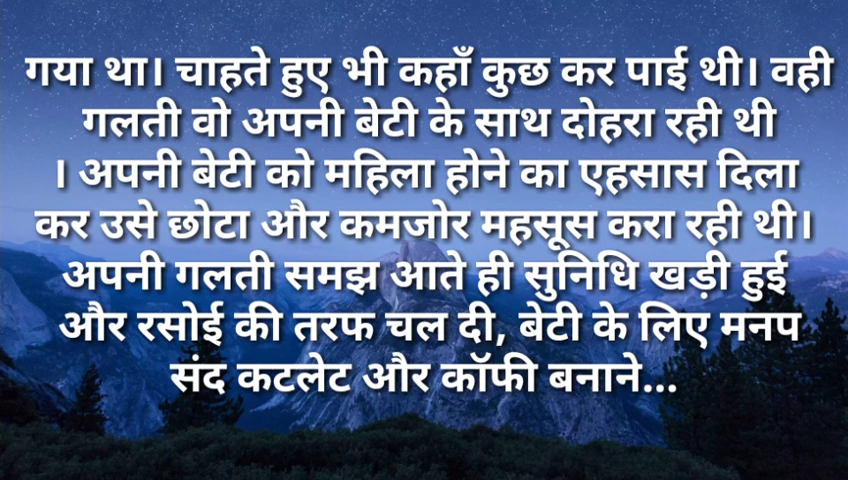 गया था। चाहते हुए भी कहाँ कुछ कर पाई थी। वही
गलती वो अपनी बेटी के साथ दोहरा रही थी
। अपनी बेटी को महिला होने का एहसास दिला
कर उसे छोटा और कमजोर महसूस करा रही थी।
अपनी गलती समझ आते ही सुनिधि खड़ी हुई
और रसोई की तरफ चल दी, बेटी के लिए मनप
संद कटलेट और कॉफी बनाने...